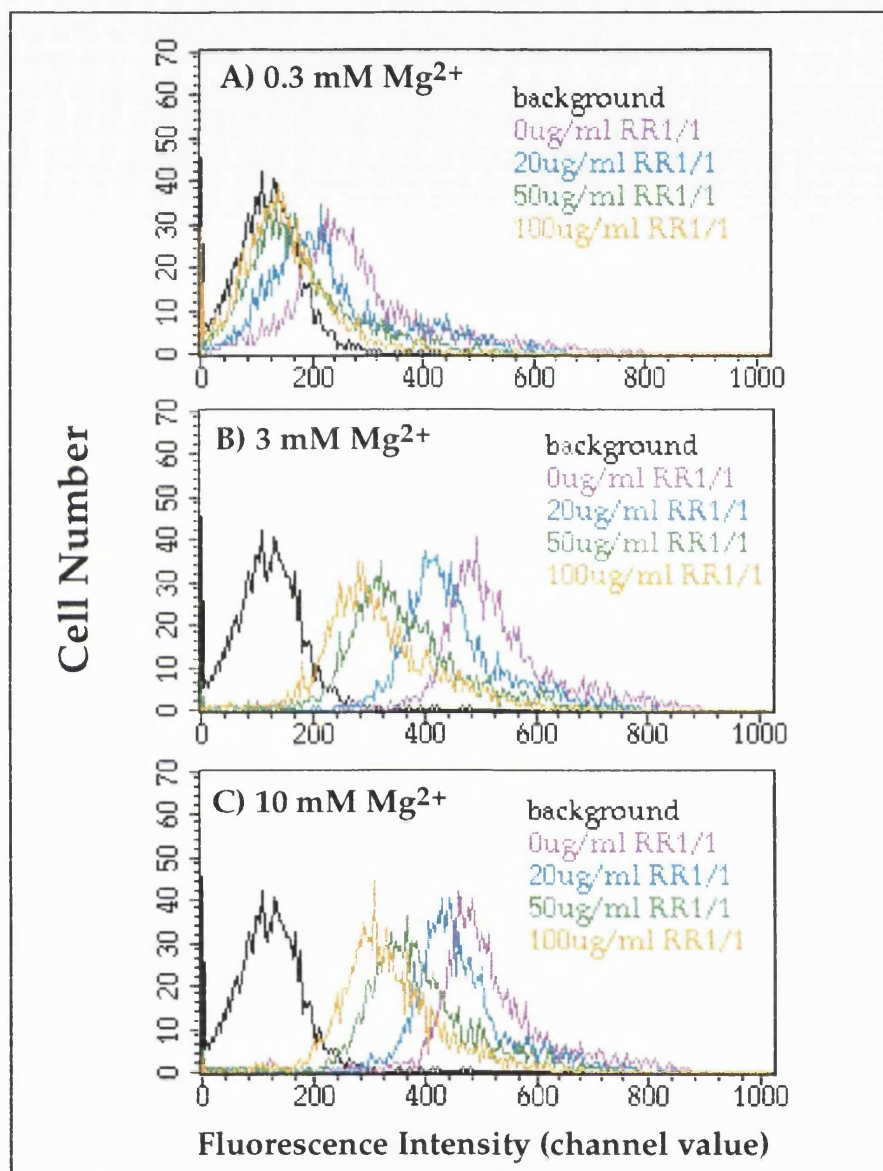 Cell Number
70
60
50
40
30
20
10
0
A) 0.3 mM Mg2+
background
0ug/ml RR1/1
20ug/ml RR1/1
50ug/ml RR1/1
100ug/ml RR1/1
0 200 400 600 800 1000
70
60
50
40
30
20
10
0
B) 3 mM Mg2+
background
0ug/ml RR1/1
20ug/ml RR1/1
50ug/ml RR1/1
100ug/ml RR1/1
0 200 400 600 800 1000
70
60
50
40
30
20
10
0
C) 10 mM Mg2+
background
0ug/ml RR1/1
20ug/ml RR1/1
50ug/ml RR1/1
100ug/ml RR1/1
0 200 400 600 800 1000
Fluorescence Intensity (channel value)